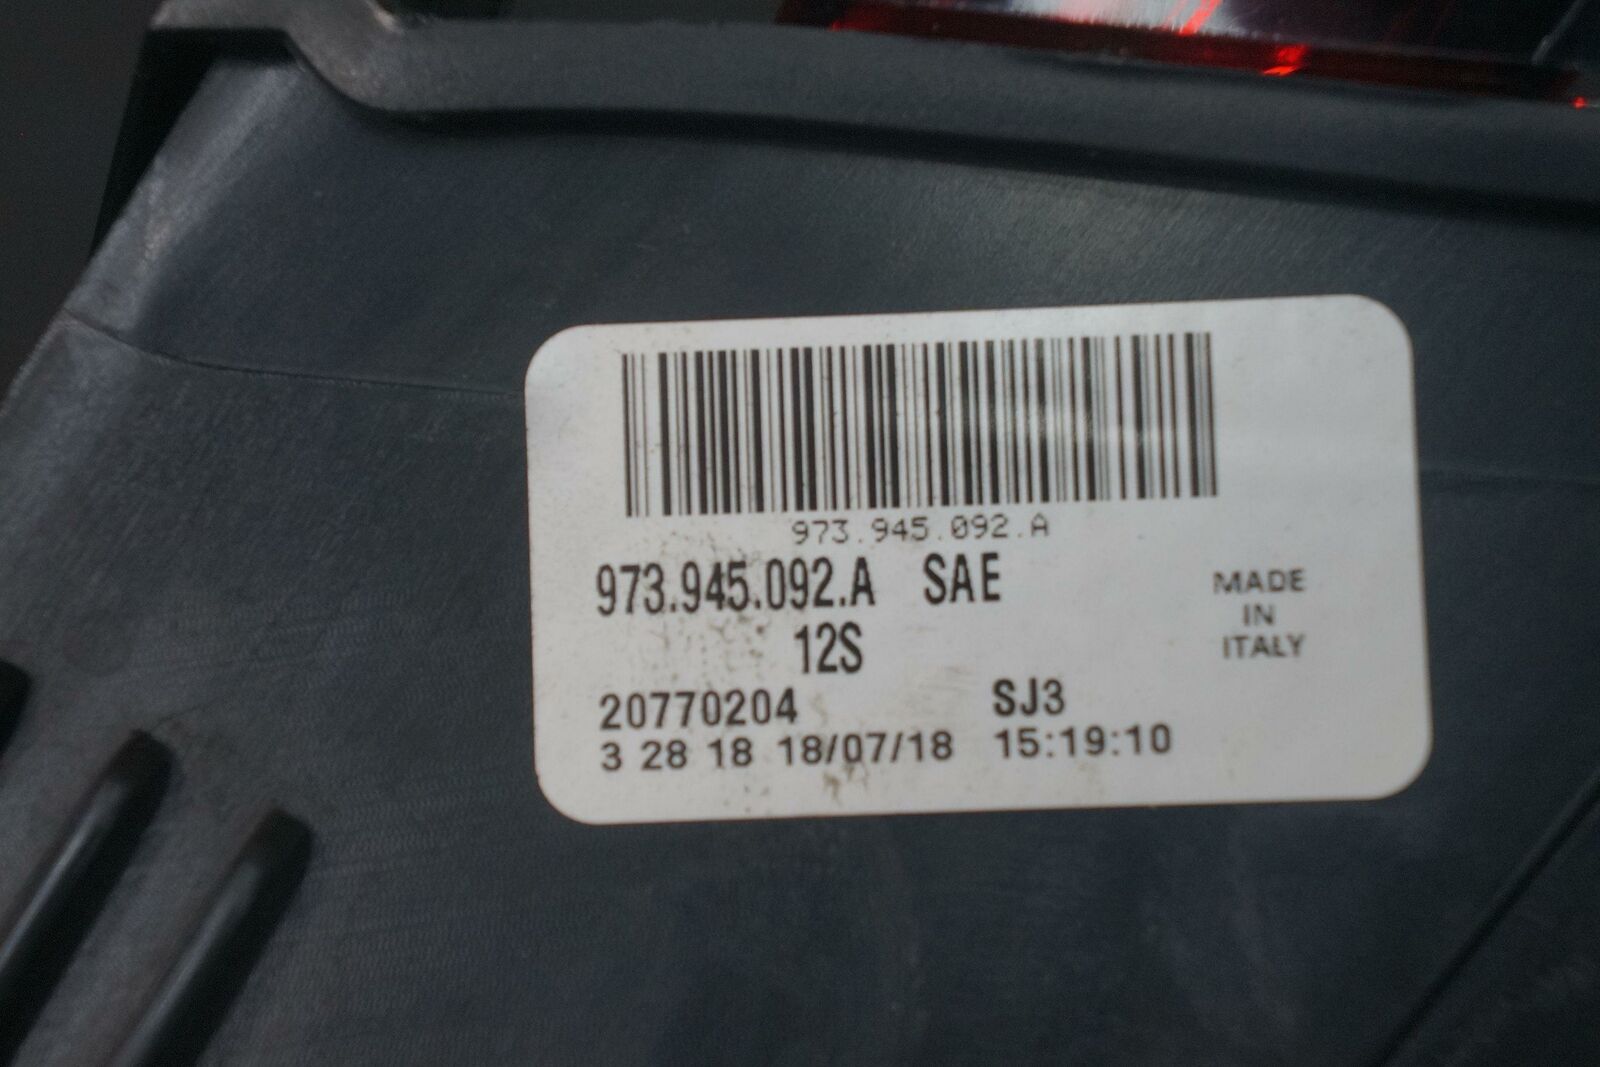 973.945.092.A
973.945.092.A SAE
12S
MADE
IN
ITALY
20770204 SJ3
3 28 18 18/07/18 15:19:10